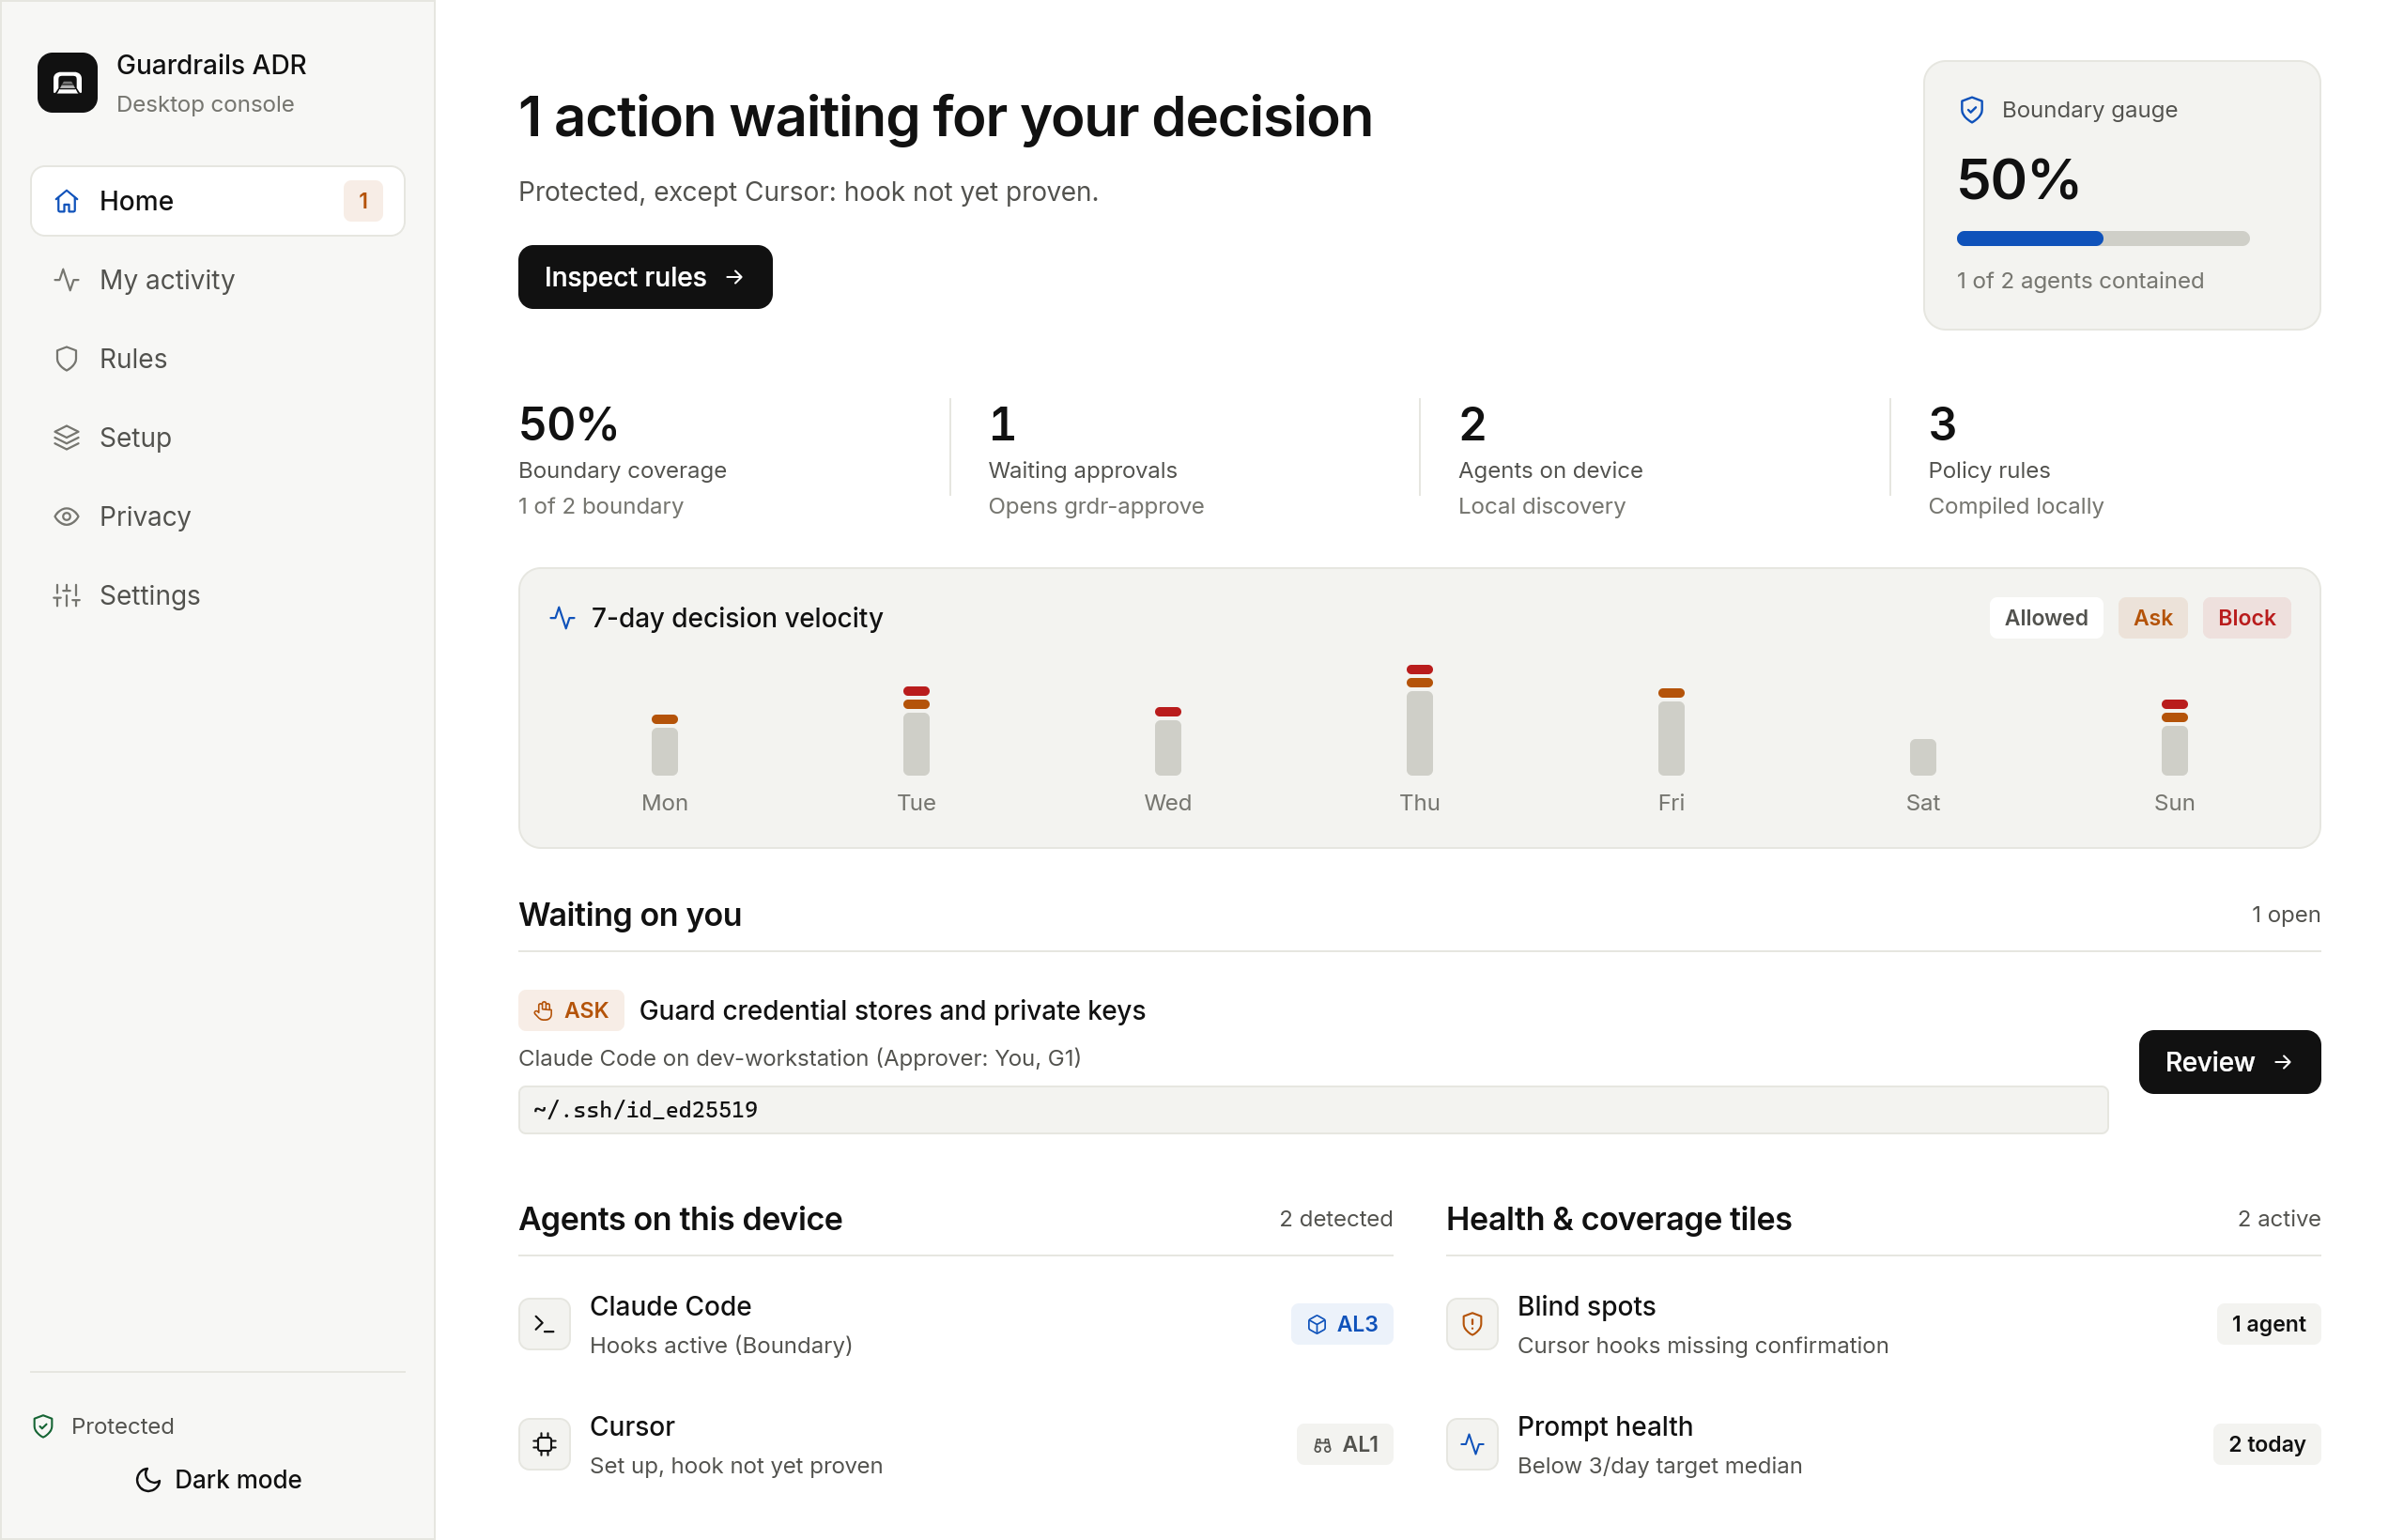 Guardrails ADR
Desktop console
Home 1
My activity
Rules
Setup
Privacy
Settings
Protected
Dark mode
1 action waiting for your decision
Protected, except Cursor: hook not yet proven.
Inspect rules
Boundary gauge
50%
1 of 2 agents contained
50%
Boundary coverage
1 of 2 boundary
1
Waiting approvals
Opens grdr-approve
2
Agents on device
Local discovery
3
Policy rules
Compiled locally
7-day decision velocity
Allowed Ask Block
Mon Tue Wed Thu Fri Sat Sun
Waiting on you
1 open
ASK Guard credential stores and private keys
Claude Code on dev-workstation (Approver: You, G1)
~/.ssh/id_ed25519
Review
Agents on this device
2 detected
Claude Code
Hooks active (Boundary)
AL3
Cursor
Set up, hook not yet proven
AL1
Health & coverage tiles
2 active
Blind spots
Cursor hooks missing confirmation
1 agent
Prompt health
Below 3/day target median
2 today